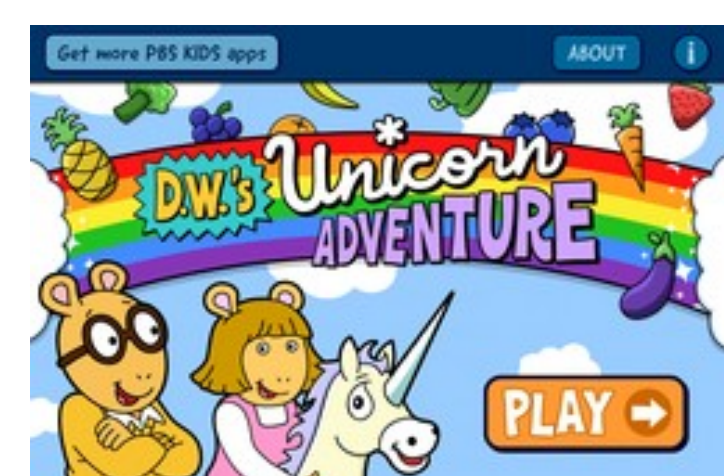 Get more PBS KIDS apps
ABOUT
i
D.W.'s Unicorn
ADVENTURE
PLAY